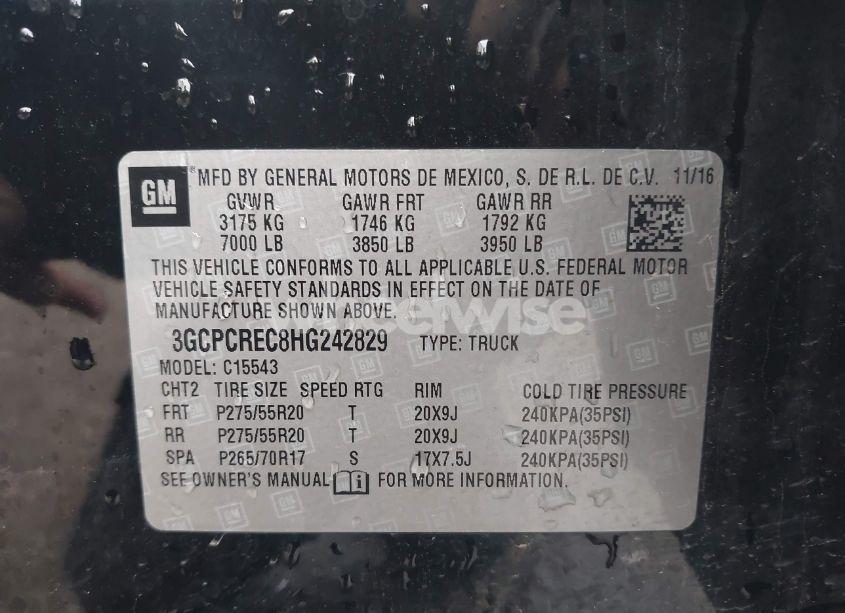 GM ® MFD BY GENERAL MOTORS DE MEXICO, S. DE R.L. DE C.V. 11/16
GVWR GAWR FRT GAWR RR
3175 KG 1746 KG 1792 KG
7000 LB 3850 LB 3950 LB
THIS VEHICLE CONFORMS TO ALL APPLICABLE U.S. FEDERAL MOTOR
VEHICLE SAFETY STANDARDS IN EFFECT ON THE DATE OF
MANUFACTURE SHOWN ABOVE.
3GCPCREC8HG242829 TYPE: TRUCK
MODEL: C15543
CHT2 TIRE SIZE SPEED RTG RIM COLD TIRE PRESSURE
FRT P275/55R20 T 20X9J 240KPA(35PSI)
RR P275/55R20 T 20X9J 240KPA(35PSI)
SPA P265/70R17 S 17X7.5J 240KPA(35PSI)
SEE OWNER'S MANUAL FOR MORE INFORMATION.